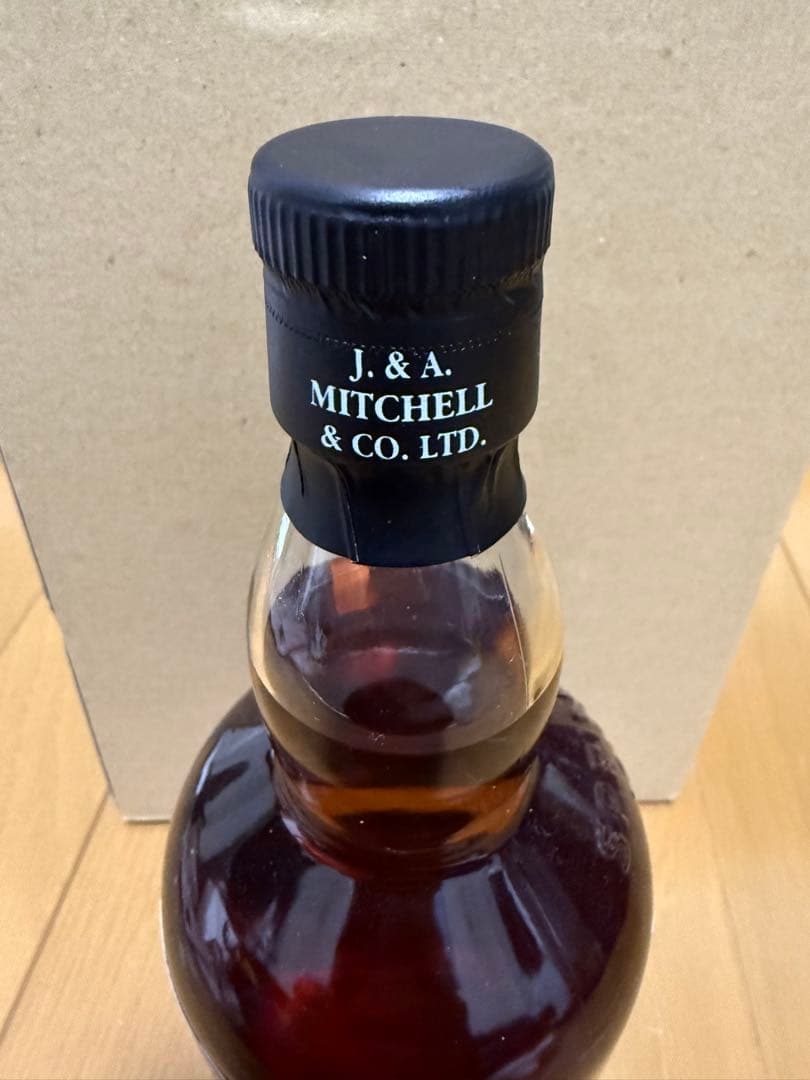 J. & A.
MITCHELL
& CO. LTD.